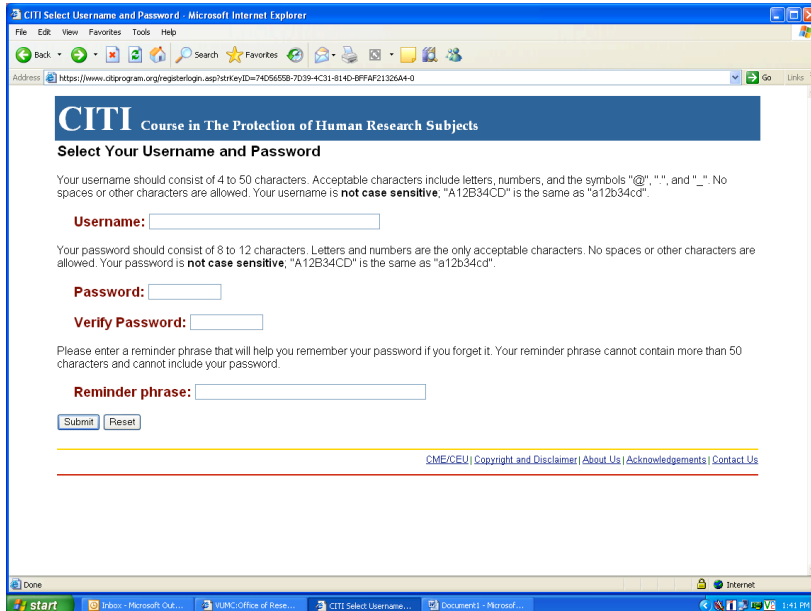 CITI Select Username and Password - Microsoft Internet Explorer
File Edit View Favorites Tools Help
Back Search Favorites
Address https://www.citiprogram.org/registerlogin.asp?strKeyID=74D5655B-7D39-4C31-814D-BFFAF21326A4-0 Go Links
CITI Course in The Protection of Human Research Subjects
Select Your Username and Password
Your username should consist of 4 to 50 characters. Acceptable characters include letters, numbers, and the symbols "@", ".", and "_". No
spaces or other characters are allowed. Your username is not case sensitive; "A12B34CD" is the same as "a12b34cd".
Username:
Your password should consist of 8 to 12 characters. Letters and numbers are the only acceptable characters. No spaces or other characters are
allowed. Your password is not case sensitive; "A12B34CD" is the same as "a12b34cd".
Password:
Verify Password:
Please enter a reminder phrase that will help you remember your password if you forget it. Your reminder phrase cannot contain more than 50
characters and cannot include your password.
Reminder phrase:
Submit Reset
CME/CEU | Copyright and Disclaimer | About Us | Acknowledgements | Contact Us
Done Internet
start Inbox - Microsoft Out... VUMC:Office of Rese... CITI Select Username... Document1 - Microsof... 1:41 PM